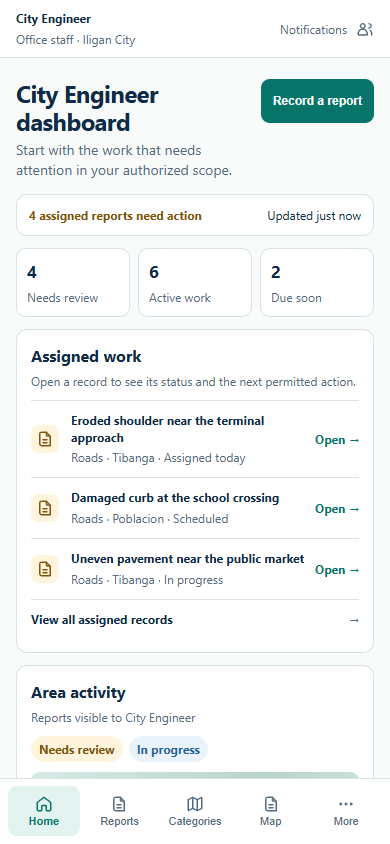 City Engineer
Office staff · Iligan City
Notifications
City Engineer
dashboard
Record a report
Start with the work that needs
attention in your authorized scope.
4 assigned reports need action
Updated just now
4
Needs review
6
Active work
2
Due soon
Assigned work
Open a record to see its status and the next permitted action.
Eroded shoulder near the terminal
approach
Roads · Tibanga · Assigned today
Open →
Damaged curb at the school crossing
Roads · Poblacion · Scheduled
Open →
Uneven pavement near the public market
Roads · Tibanga · In progress
Open →
View all assigned records →
Area activity
Reports visible to City Engineer
Needs review
In progress
Home
Reports
Categories
Map
More